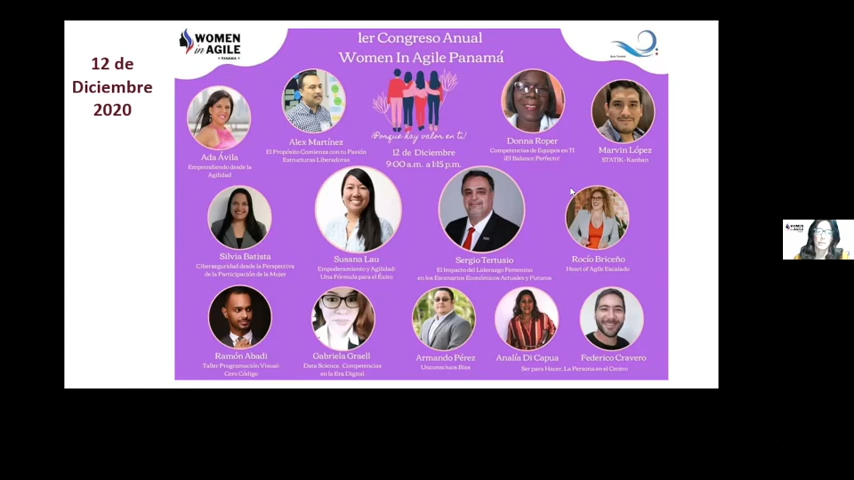 12 de
Diciembre
2020
WOMEN
in AGILE
• PANAMA •
1er Congreso Anual
Women In Agile Panamá
¡Porque hay valor en ti!
12 de Diciembre
9:00 a.m. a 1:15 p.m.
Ada Ávila
Emprendiendo desde la
Agilidad
Alex Martínez
El Propósito Comienza con tu Pasión
Estructuras Liberadoras
Donna Roper
Competencias de Equipos en TI
¡El Balance Perfecto!
Marvin López
STATIK - Kanban
Silvia Batista
Ciberseguridad desde la Perspectiva
de la Participación de la Mujer
Susana Lau
Empoderamiento y Agilidad:
Una Fórmula para el Éxito
Sergio Tertusio
El Impacto del Liderazgo Femenino
en los Escenarios Económicos Actuales y Futuros
Rocío Briceño
Heart of Agile Escalado
Ramón Abadi
Taller Programación Visual:
Cero Código
Gabriela Graell
Data Science, Competencias
en la Era Digital
Armando Pérez
Unconscious Bias
Analía Di Capua
Federico Cravero
Ser para Hacer, La Persona en el Centro
WOMEN